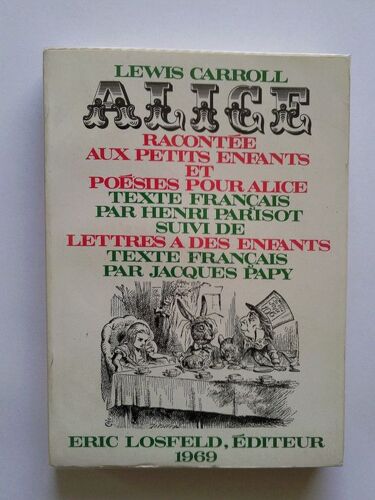 LEWIS CARROLL
ALICE
RACONTÉE
AUX PETITS ENFANTS
ET
POÉSIES POUR ALICE
TEXTE FRANÇAIS
PAR HENRI PARISOT
SUIVI DE
LETTRES A DES ENFANTS
TEXTE FRANÇAIS
PAR JACQUES PAPY
ERIC LOSFELD, ÉDITEUR
1969